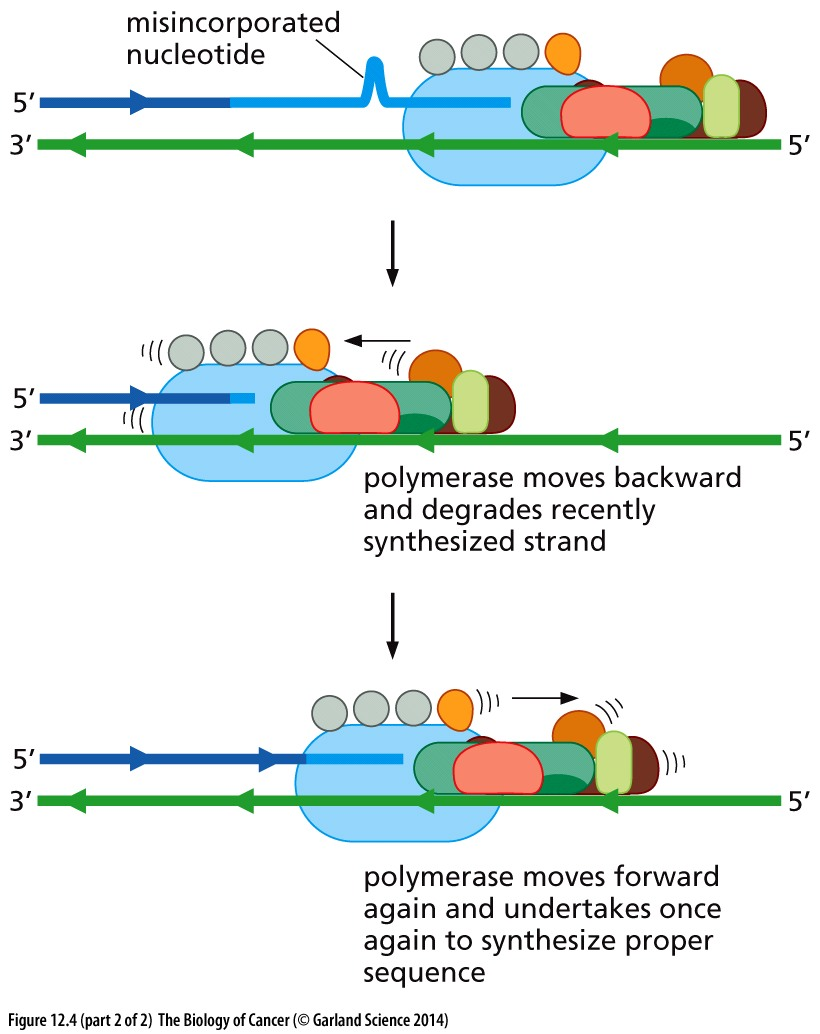 misincorporated
nucleotide
5′
3′
5′
5′
3′
5′
polymerase moves backward
and degrades recently
synthesized strand
5′
3′
5′
polymerase moves forward
again and undertakes once
again to synthesize proper
sequence
Figure 12.4 (part 2 of 2) The Biology of Cancer (© Garland Science 2014)